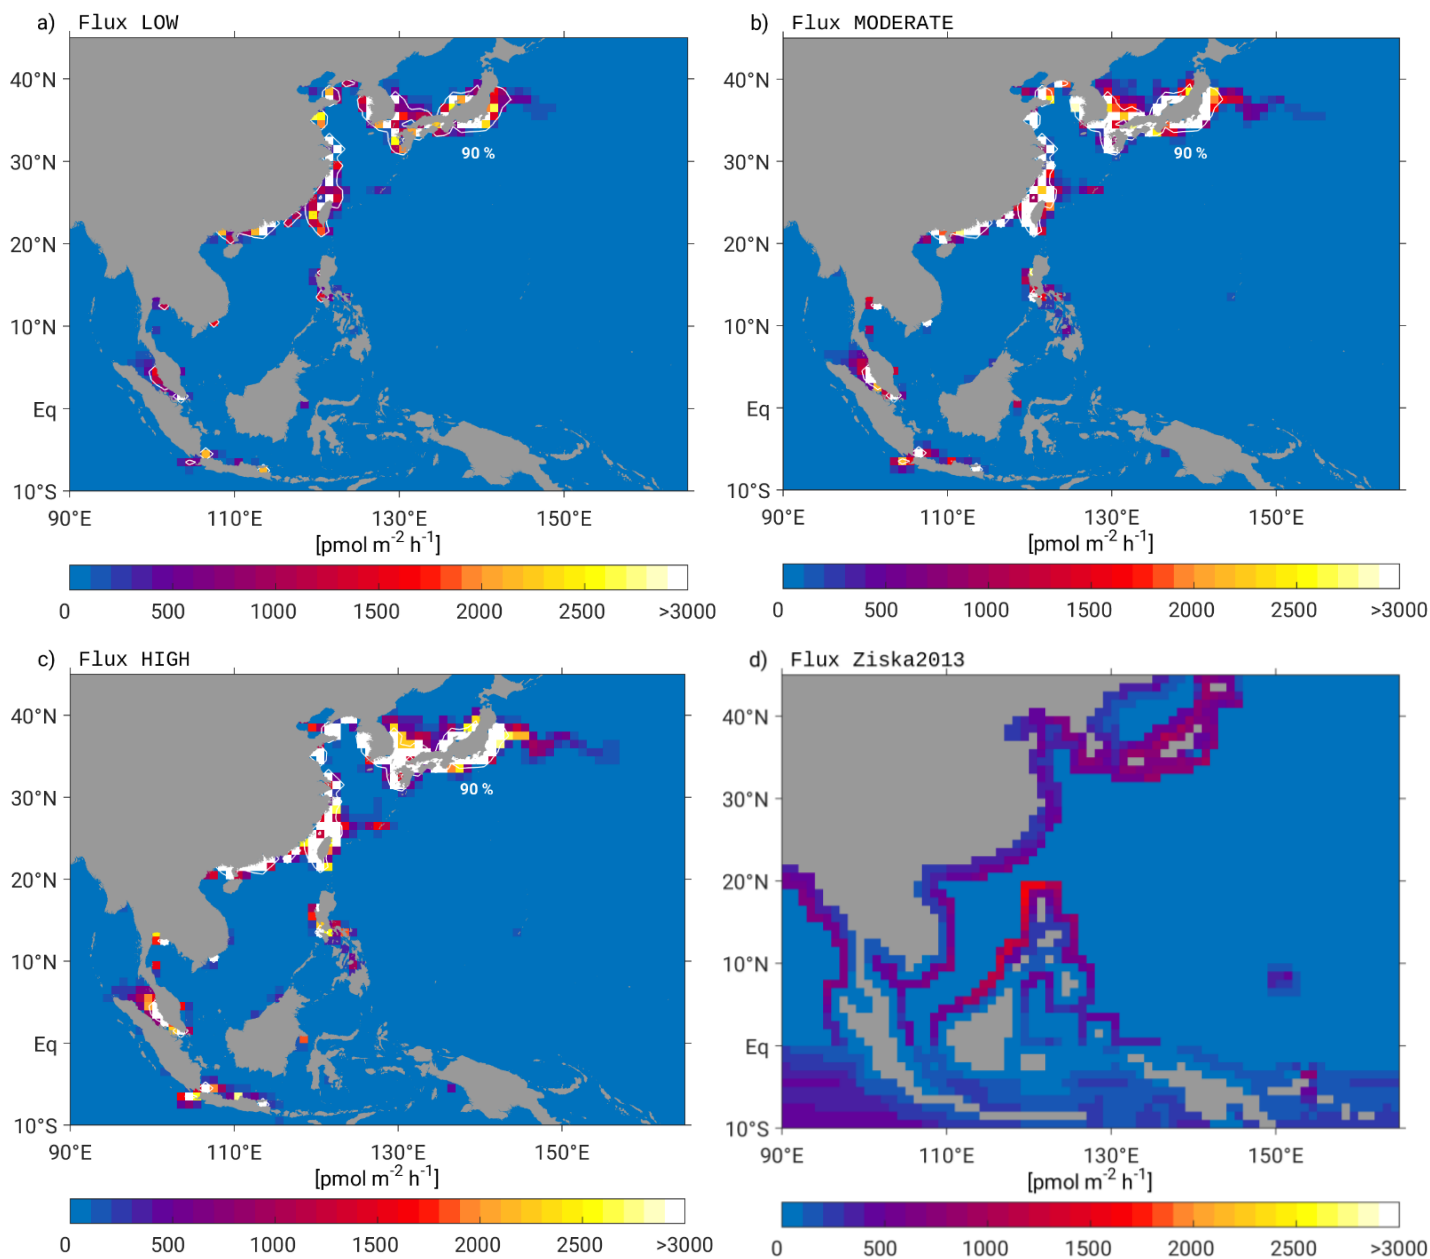 a) Flux LOW
40°N
30°N
20°N
10°N
Eq
10°S
90 %
90°E 110°E 130°E 150°E
[pmol m-2 h-1]
0 500 1000 1500 2000 2500 >3000
b) Flux MODERATE
40°N
30°N
20°N
10°N
Eq
10°S
90 %
90°E 110°E 130°E 150°E
[pmol m-2 h-1]
0 500 1000 1500 2000 2500 >3000
c) Flux HIGH
40°N
30°N
20°N
10°N
Eq
10°S
90 %
90°E 110°E 130°E 150°E
[pmol m-2 h-1]
0 500 1000 1500 2000 2500 >3000
d) Flux Ziska2013
40°N
30°N
20°N
10°N
Eq
10°S
90°E 110°E 130°E 150°E
[pmol m-2 h-1]
0 500 1000 1500 2000 2500 >3000